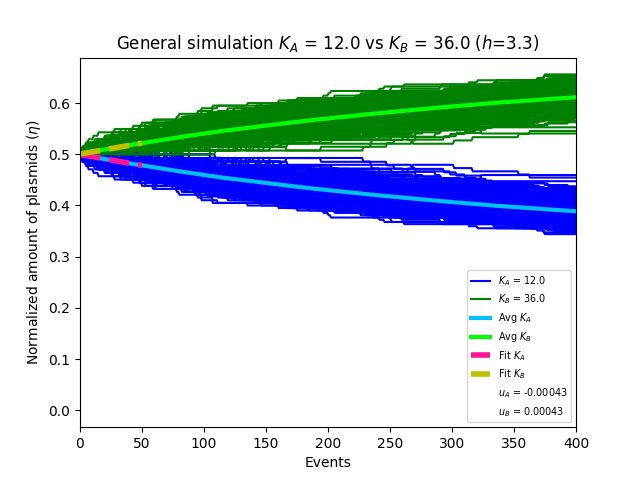 General simulation K_A = 12.0 vs K_B = 36.0 (h=3.3)
Normalized amount of plasmids (η)
0.6
0.5
0.4
0.3
0.2
0.1
0.0
K_A = 12.0
K_B = 36.0
Avg K_A
Avg K_B
Fit K_A
Fit K_B
u_A = -0.00043
u_B = 0.00043
0 50 100 150 200 250 300 350 400
Events